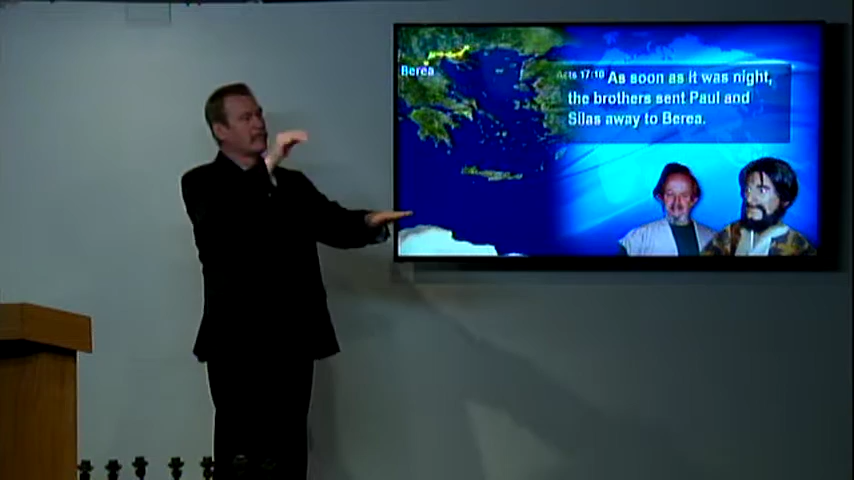 Berea
Acts 17:10 As soon as it was night,
the brothers sent Paul and
Silas away to Berea.